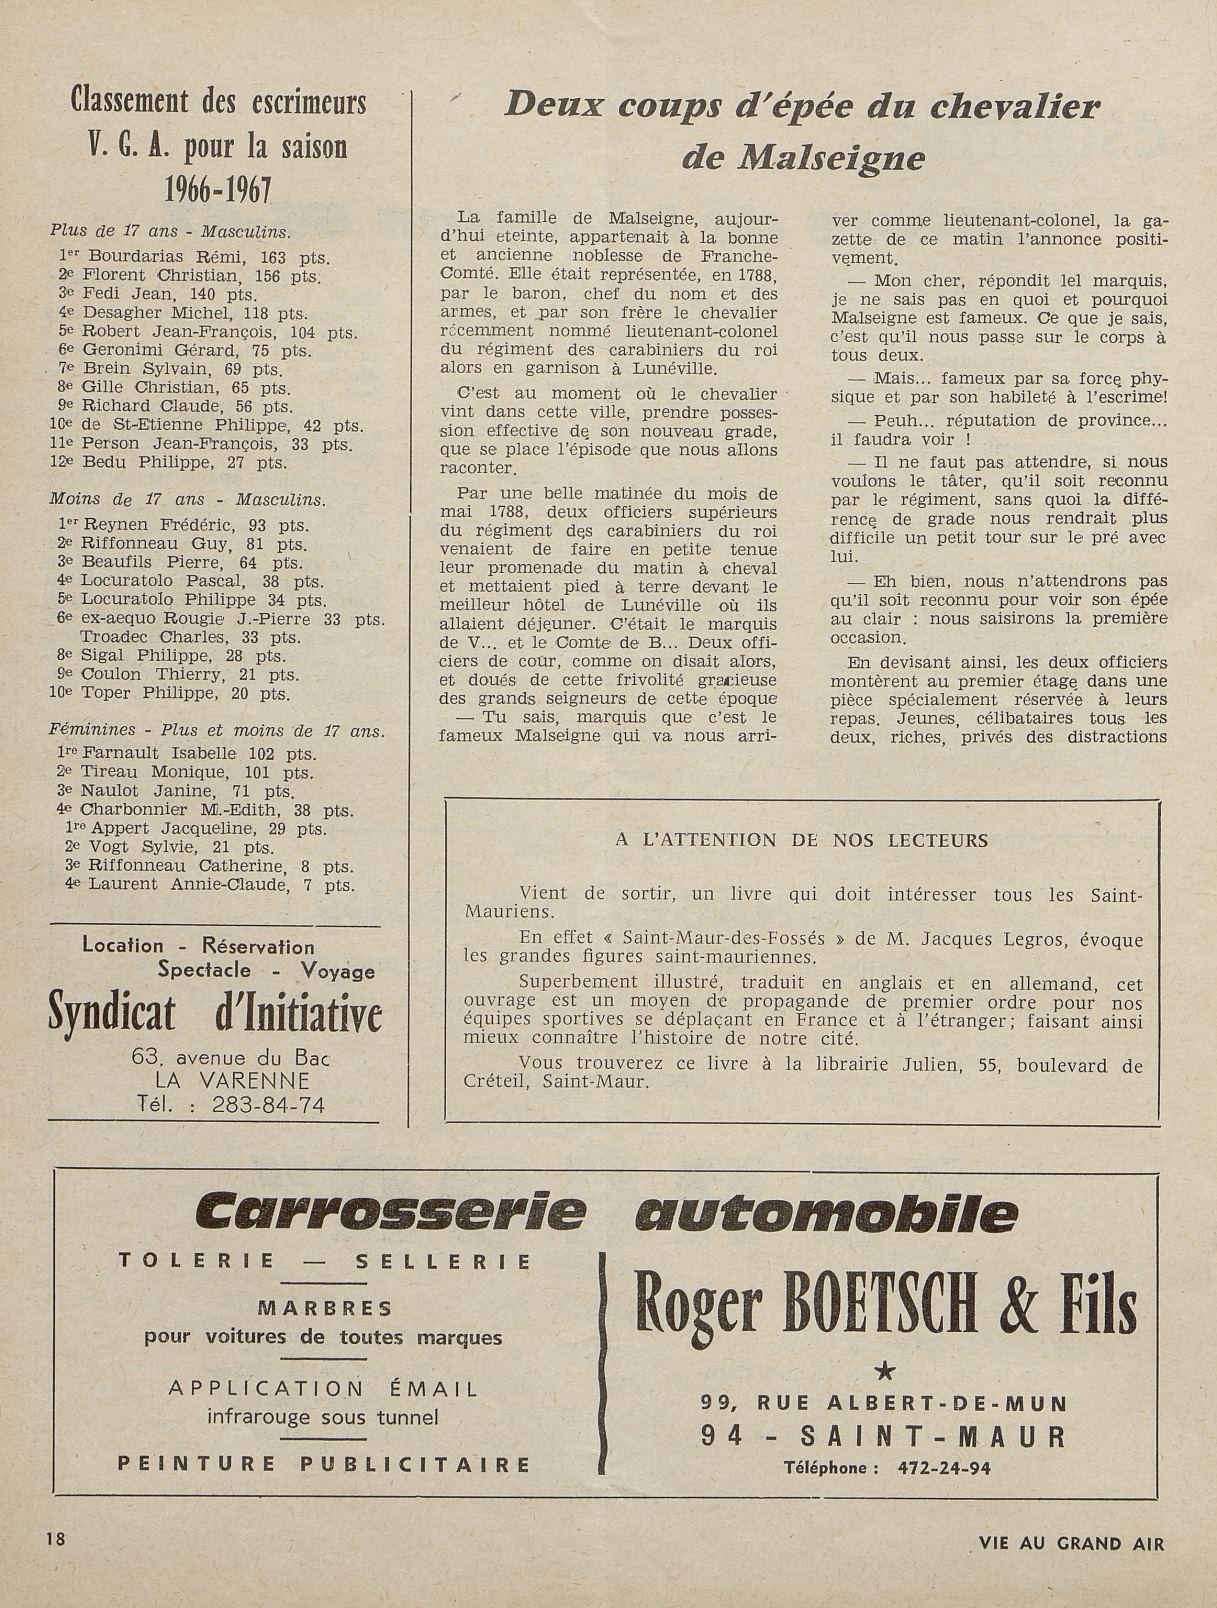 Classement des escrimeurs
V. G. A. pour la saison
1966-1967
Plus de 17 ans - Masculins.
1er Bourdarias Rémi, 163 pts.
2e Florent Christian, 156 pts.
3e Fedi Jean, 140 pts.
4e Desagher Michel, 118 pts.
5e Robert Jean-François, 104 pts.
6e Geronimi Gérard, 75 pts.
7e Brein Sylvain, 69 pts.
8e Gille Christian, 65 pts.
9e Richard Claude, 56 pts.
10e de St-Etienne Philippe, 42 pts.
11e Person Jean-François, 33 pts.
12e Bedu Philippe, 27 pts.
Moins de 17 ans - Masculins.
1er Reynen Frédéric, 93 pts.
2e Riffonneau Guy, 81 pts.
3e Beaufils Pierre, 64 pts.
4e Locuratolo Pascal, 38 pts.
5e Locuratolo Philippe 34 pts.
6e ex-aequo Rougie J.-Pierre 33 pts.
Troadec Charles, 33 pts.
8e Sigal Philippe, 28 pts.
9e Coulon Thierry, 21 pts.
10e Toper Philippe, 20 pts.
Féminines - Plus et moins de 17 ans.
1re Farnault Isabelle 102 pts.
2e Tireau Monique, 101 pts.
3e Naulot Janine, 71 pts.
4e Charbonnier M.-Edith, 38 pts.
1re Appert Jacqueline, 29 pts.
2e Vogt Sylvie, 21 pts.
3e Riffonneau Catherine, 8 pts.
4e Laurent Annie-Claude, 7 pts.
Location - Réservation
Spectacle - Voyage
Syndicat d'Initiative
63, avenue du Bac
LA VARENNE
Tél. : 283-84-74
Deux coups d'épée du chevalier
de Malseigne
La famille de Malseigne, aujour-
d'hui eteinte, appartenait à la bonne
et ancienne noblesse de Franche-
Comté. Elle était représentée, en 1788,
par le baron, chef du nom et des
armes, et par son frère le chevalier
récemment nommé lieutenant-colonel
du régiment des carabiniers du roi
alors en garnison à Lunéville.
C'est au moment où le chevalier
vint dans cette ville, prendre posses-
sion effective de son nouveau grade,
que se place l'épisode que nous allons
raconter.
Par une belle matinée du mois de
mai 1788, deux officiers supérieurs
du régiment des carabiniers du roi
venaient de faire en petite tenue
leur promenade du matin à cheval
et mettaient pied à terre devant le
meilleur hôtel de Lunéville où ils
allaient déjeuner. C'était le marquis
de V... et le Comte de B... Deux offi-
ciers de cour, comme on disait alors,
et doués de cette frivolité gracieuse
des grands seigneurs de cette époque
— Tu sais, marquis que c'est le
fameux Malseigne qui va nous arri-
ver comme lieutenant-colonel, la ga-
zette de ce matin l'annonce positi-
vement.
— Mon cher, répondit lel marquis,
je ne sais pas en quoi et pourquoi
Malseigne est fameux. Ce que je sais,
c'est qu'il nous passe sur le corps à
tous deux.
— Mais... fameux par sa force phy-
sique et par son habileté à l'escrime!
— Peuh... réputation de province...
il faudra voir !
— Il ne faut pas attendre, si nous
voulons le tâter, qu'il soit reconnu
par le régiment, sans quoi la diffé-
rence de grade nous rendrait plus
difficile un petit tour sur le pré avec
lui.
— Eh bien, nous n'attendrons pas
qu'il soit reconnu pour voir son épée
au clair : nous saisirons la première
occasion.
En devisant ainsi, les deux officiers
montèrent au premier étage dans une
pièce spécialement réservée à leurs
repas. Jeunes, célibataires tous les
deux, riches, privés des distractions
A L'ATTENTION DE NOS LECTEURS
Vient de sortir, un livre qui doit intéresser tous les Saint-
Mauriens.
En effet « Saint-Maur-des-Fossés » de M. Jacques Legros, évoque
les grandes figures saint-mauriennes.
Superbement illustré, traduit en anglais et en allemand, cet
ouvrage est un moyen de propagande de premier ordre pour nos
équipes sportives se déplaçant en France et à l'étranger; faisant ainsi
mieux connaître l'histoire de notre cité.
Vous trouverez ce livre à la librairie Julien, 55, boulevard de
Créteil, Saint-Maur.
Carrosserie automobile
TOLERIE — SELLERIE
MARBRES
pour voitures de toutes marques
APPLICATION ÉMAIL
infrarouge sous tunnel
PEINTURE PUBLICITAIRE
Roger BOETSCH & Fils
99, RUE ALBERT-DE-MUN
94 - SAINT-MAUR
Téléphone : 472-24-94
18
VIE AU GRAND AIR